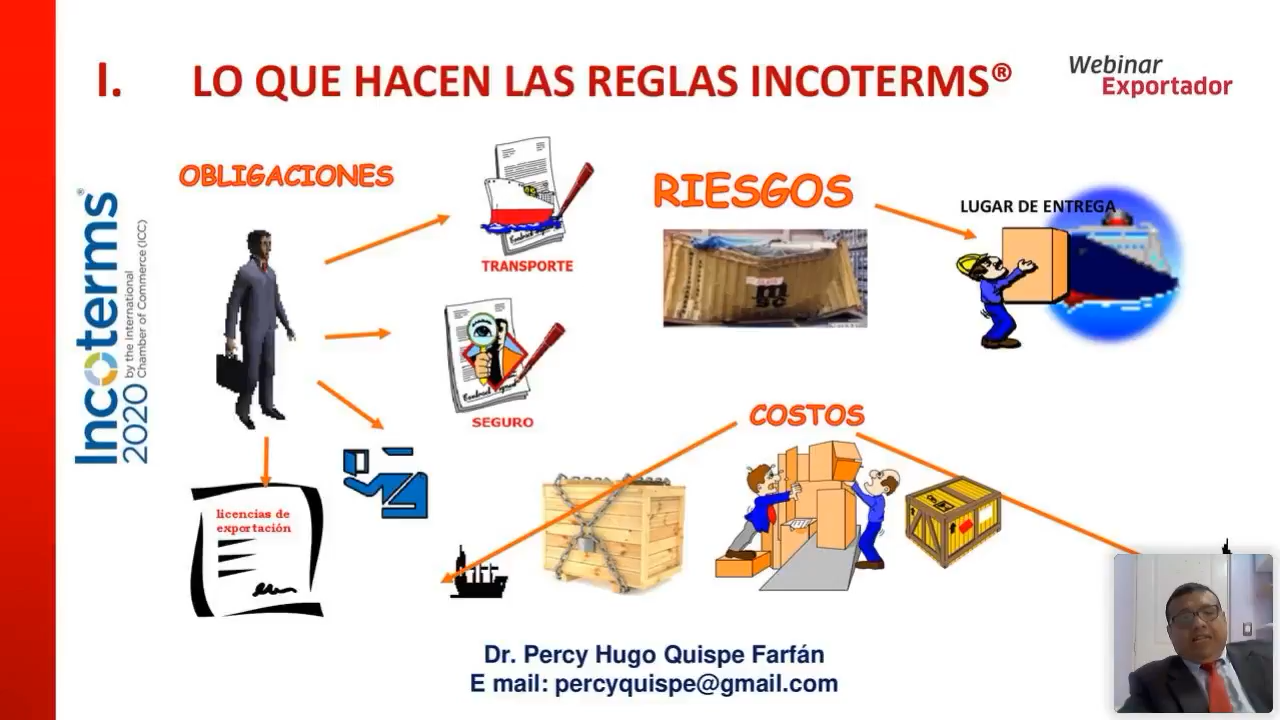 I. LO QUE HACEN LAS REGLAS INCOTERMS®
Webinar
Exportador
OBLIGACIONES
TRANSPORTE
SEGURO
licencias de
exportación
RIESGOS
LUGAR DE ENTREGA
msc
COSTOS
Incoterms®
2020
by the International
Chamber of Commerce (ICC)
Dr. Percy Hugo Quispe Farfán
E mail: percyquispe@gmail.com